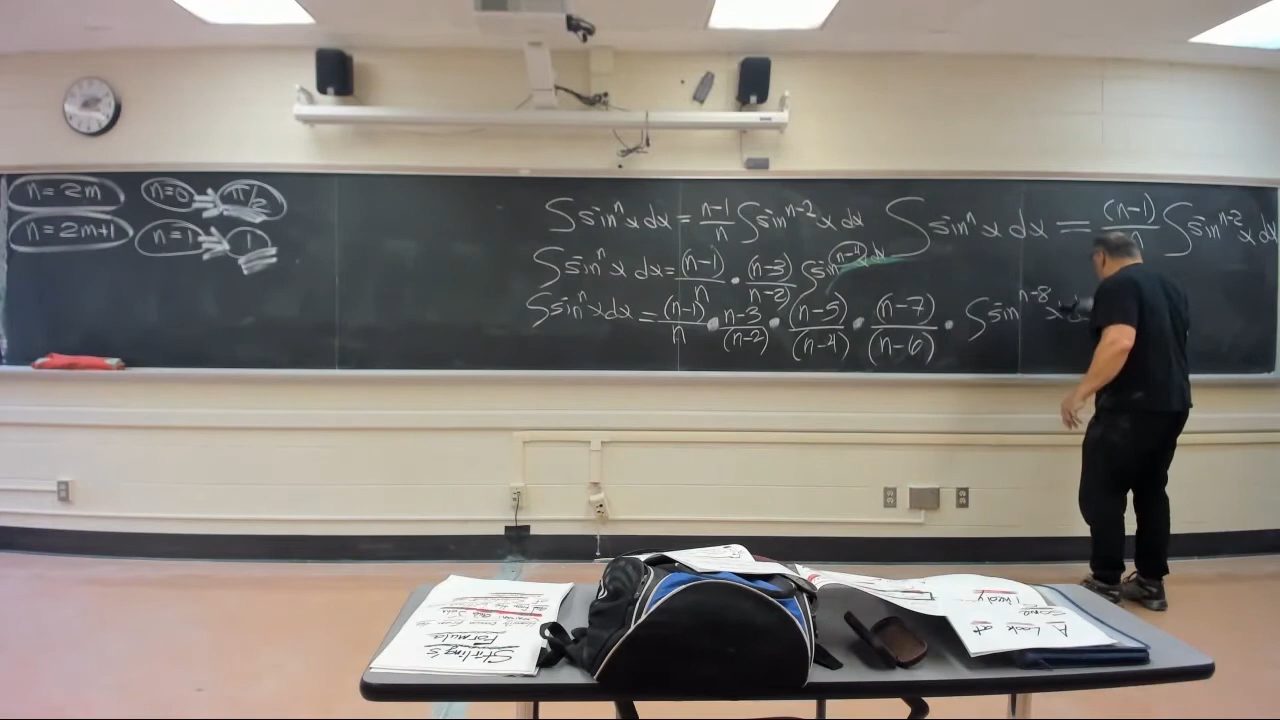 n=2m n=0 ⇒ π/2
n=2m+1 n=1 ⇒ 1
∫sinⁿx dx = n-1/n ∫sinⁿ⁻²x dx
∫sinⁿx dx = (n-1)/n · (n-3)/(n-2) ∫sinⁿ⁻⁴x dx
∫sinⁿx dx = (n-1)/n · n-3/(n-2) · (n-5)/(n-4) · (n-7)/(n-6) · ∫sinⁿ⁻⁸x
∫sinⁿx dx = (n-1)/n ∫sinⁿ⁻²x dx
Stirling's
Formula
A Look at
Some
Theory